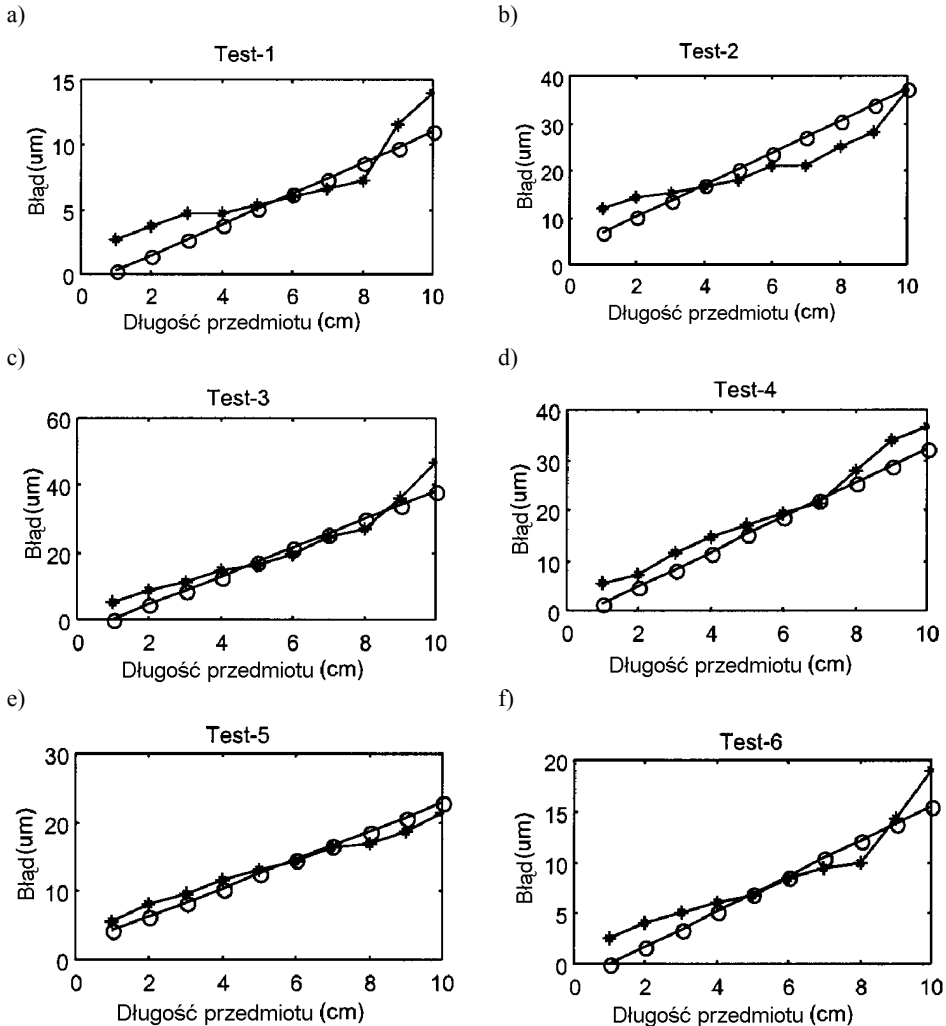 a)
Test-1
15
10
5
0
0 2 4 6 8 10
Błąd (um)
Długość przedmiotu (cm)
b)
Test-2
40
30
20
10
0
0 2 4 6 8 10
Błąd (um)
Długość przedmiotu (cm)
c)
Test-3
60
40
20
0
0 2 4 6 8 10
Błąd (um)
Długość przedmiotu (cm)
d)
Test-4
40
30
20
10
0
0 2 4 6 8 10
Błąd (um)
Długość przedmiotu (cm)
e)
Test-5
30
20
10
0
0 2 4 6 8 10
Błąd (um)
Długość przedmiotu (cm)
f)
Test-6
20
15
10
5
0
0 2 4 6 8 10
Błąd (um)
Długość przedmiotu (cm)